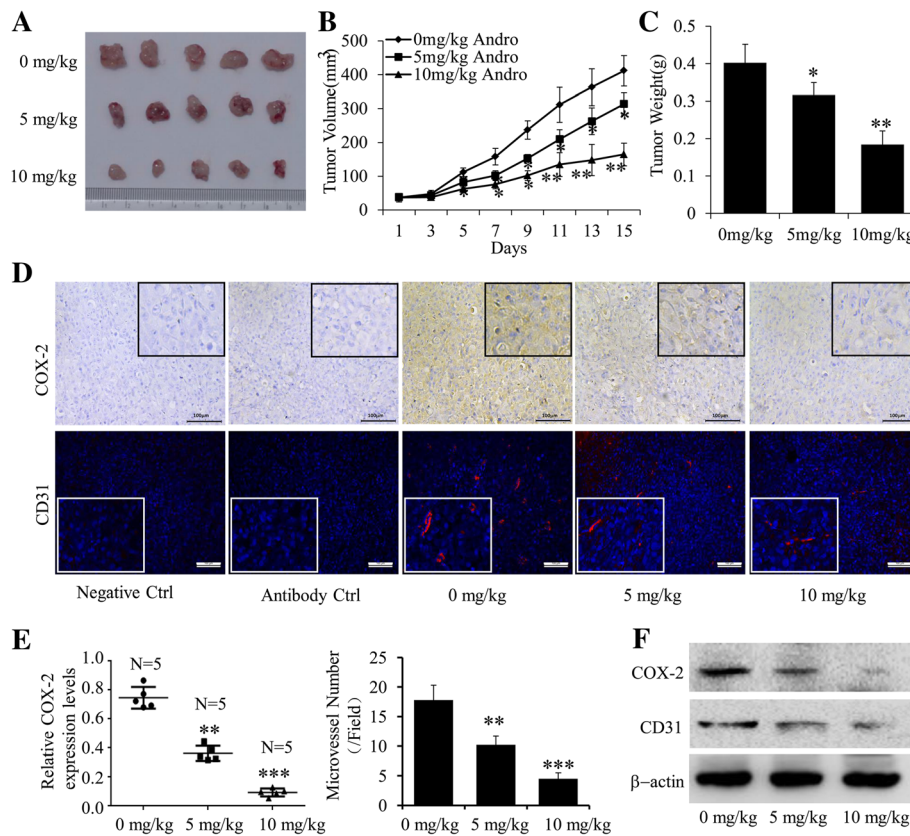 A
0 mg/kg
5 mg/kg
10 mg/kg
B
Tumor Volume(mm³)
500
400
300
200
100
0
0mg/kg Andro
5mg/kg Andro
10mg/kg Andro
* * * * *
* * * ** ** **
1 3 5 7 9 11 13 15
Days
C
Tumor Weight(g)
0.5
0.4
0.3
0.2
0.1
0
*
**
0mg/kg 5mg/kg 10mg/kg
D
COX-2
100μm 100μm 100μm 100μm 100μm
CD31
Negative Ctrl Antibody Ctrl 0 mg/kg 5 mg/kg 10 mg/kg
E
Relative COX-2
expression levels
1.0
0.8
0.6
0.4
0.2
0.0
N=5
N=5
**
N=5
***
0 mg/kg 5 mg/kg 10 mg/kg
Microvessel Number
(/Field)
25
20
15
10
5
0
**
***
0 mg/kg 5 mg/kg 10 mg/kg
F
COX-2
CD31
β−actin
0 mg/kg 5 mg/kg 10 mg/kg